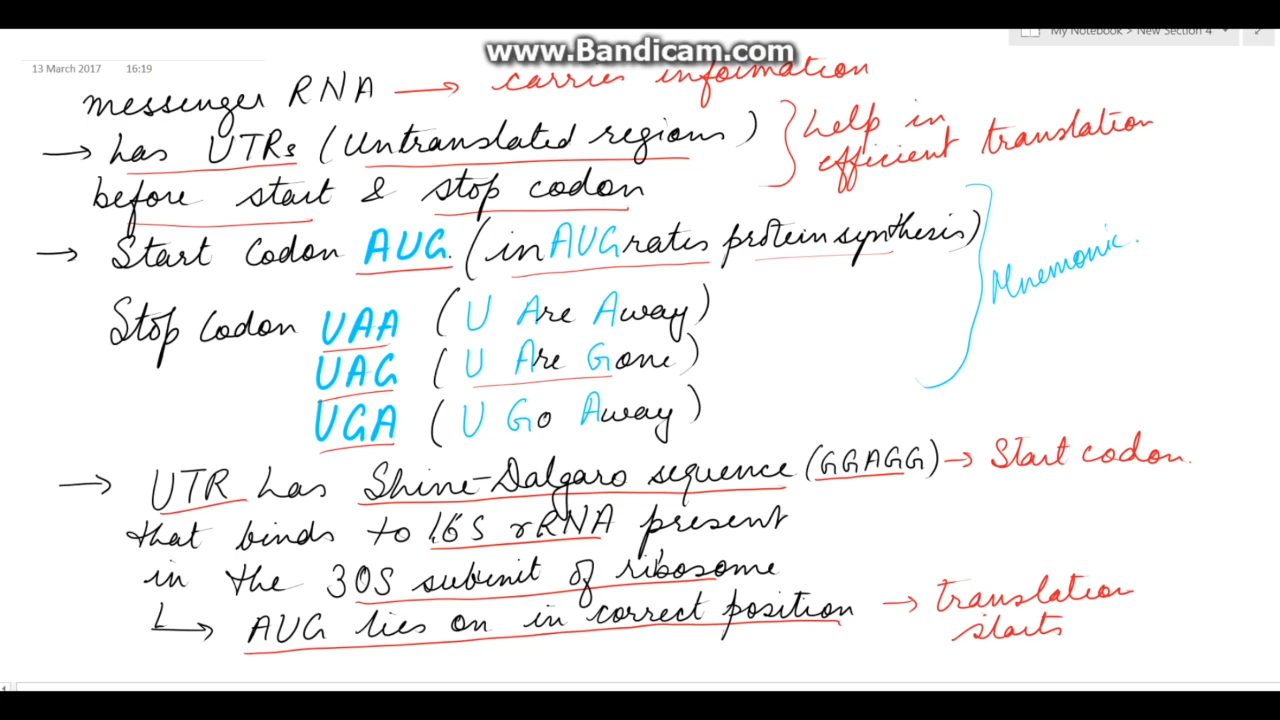 www.Bandicam.com
My Notebook > New Section 4
13 March 2017 16:19
messenger RNA → carries information
→ has UTRs (Untranslated regions) } help in
before start & stop codon efficient translation
→ Start Codon AUG. (inAUGrates protein synthesis)
Mnemonic.
Stop Codon UAA (U Are Away)
UAG (U Are Gone)
UGA (U Go Away)
→ UTR has Shine-Dalgaro sequence (GGAGG) → Start codon.
that binds to 16S rRNA present
in the 30S subunit of ribosome
↳ AUG lies on in correct position → translation
starts